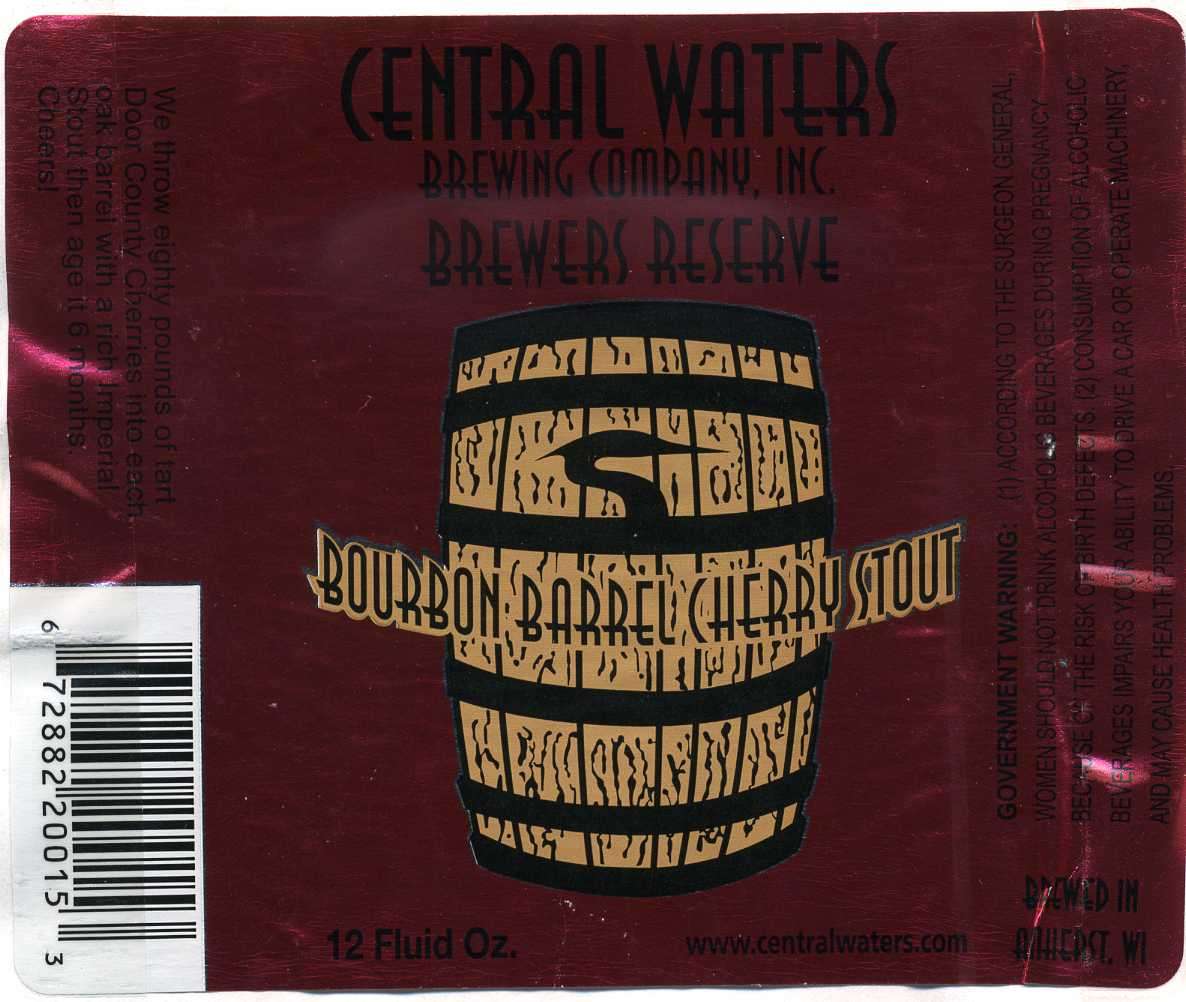 CENTRAL WATERS
BREWING COMPANY, INC.
BREWERS RESERVE
BOURBON BARREL CHERRY STOUT
12 Fluid Oz.
www.centralwaters.com
We throw eighty pounds of tart
Door County Cherries into each
oak barrel with a rich Imperial
Stout then age it 6 months.
Cheers!
6 72882 20015 3
GOVERNMENT WARNING: (1) ACCORDING TO THE SURGEON GENERAL,
WOMEN SHOULD NOT DRINK ALCOHOLIC BEVERAGES DURING PREGNANCY
BECAUSE OF THE RISK OF BIRTH DEFECTS. (2) CONSUMPTION OF ALCOHOLIC
BEVERAGES IMPAIRS YOUR ABILITY TO DRIVE A CAR OR OPERATE MACHINERY,
AND MAY CAUSE HEALTH PROBLEMS.
BREWED IN
AMHERST, WI